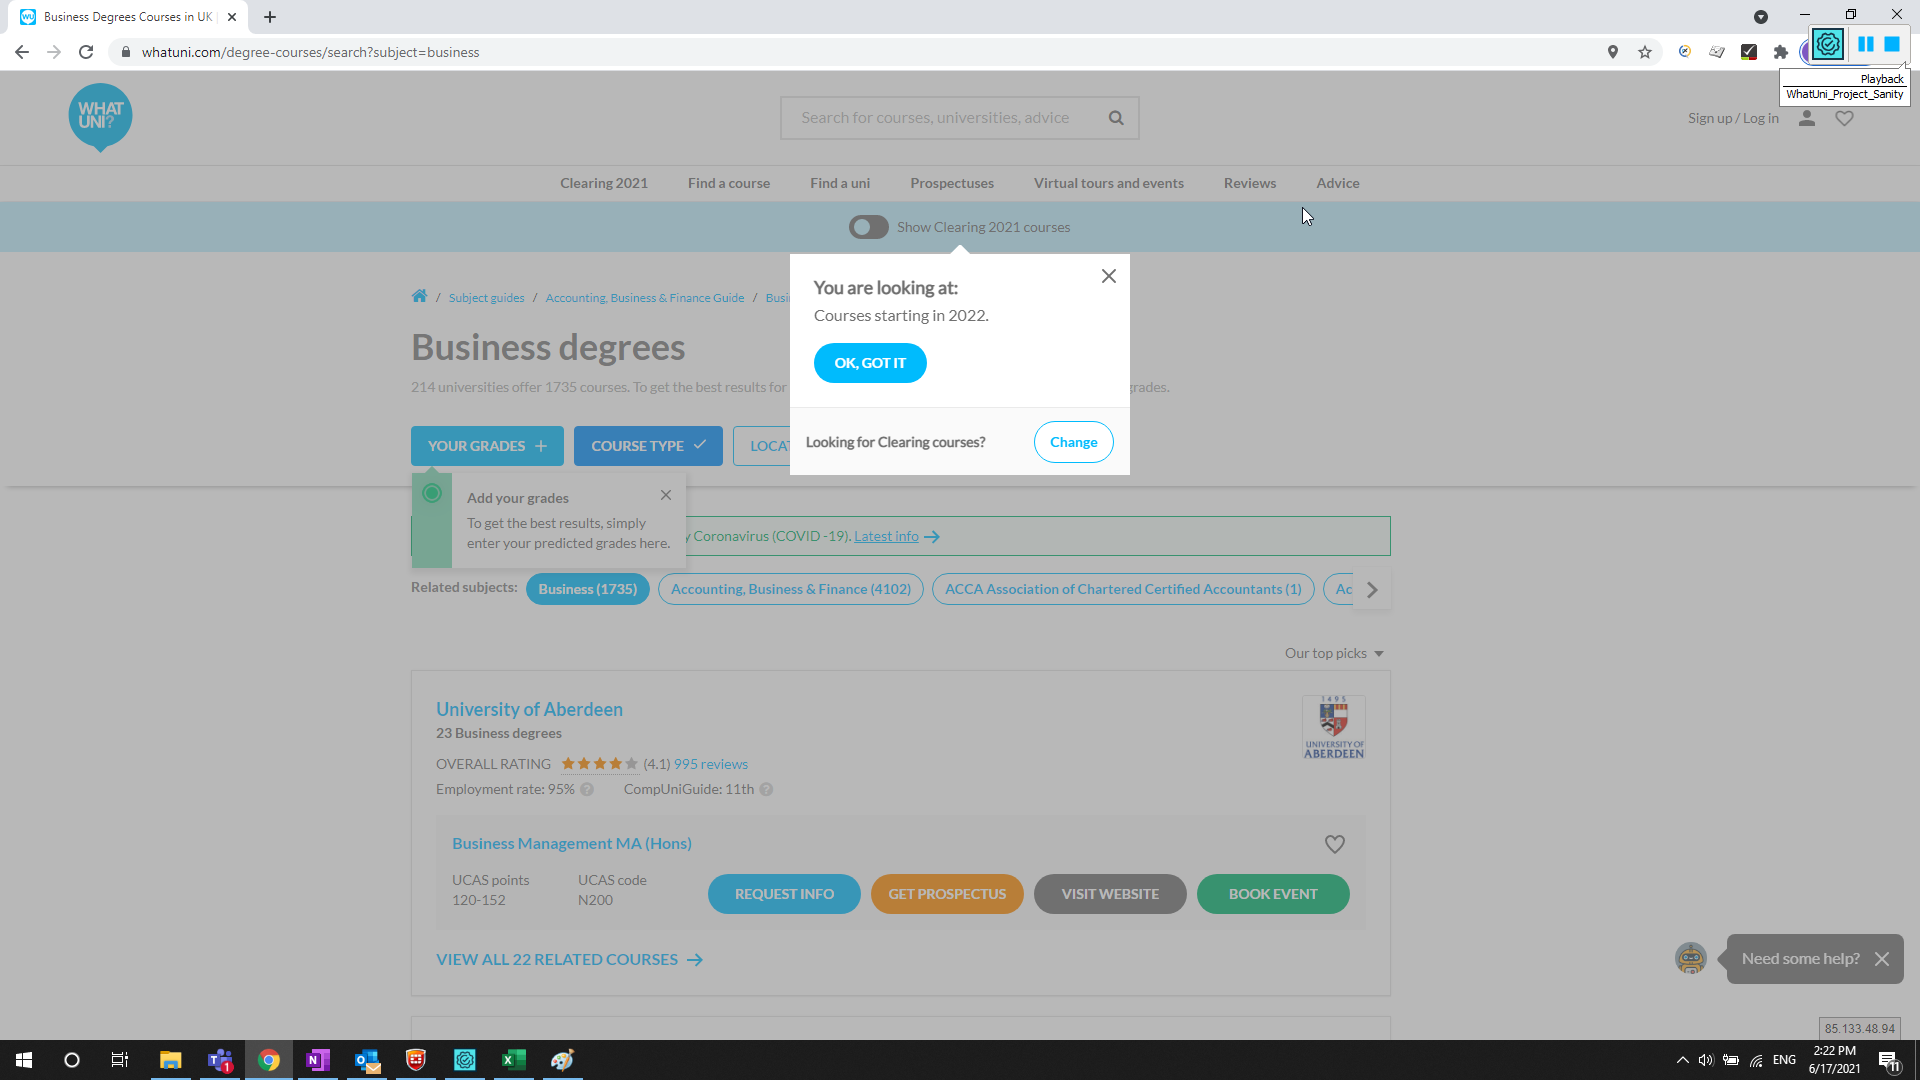 Business Degrees Courses in UK
whatuni.com/degree-courses/search?subject=business
Playback
WhatUni_Project_Sanity
WHAT
UNI?
Search for courses, universities, advice
Sign up / Log in
Clearing 2021
Find a course
Find a uni
Prospectuses
Virtual tours and events
Reviews
Advice
Show Clearing 2021 courses
You are looking at:
Courses starting in 2022.
OK, GOT IT
Looking for Clearing courses?
Change
/ Subject guides / Accounting, Business & Finance Guide /
Business degrees
214 universities offer 1735 courses. To get the best results for
grades.
YOUR GRADES
COURSE TYPE
Add your grades
To get the best results, simply
enter your predicted grades here.
Coronavirus (COVID -19). Latest info
Related subjects:
Business (1735)
Accounting, Business & Finance (4102)
ACCA Association of Chartered Certified Accountants (1)
Our top picks
University of Aberdeen
23 Business degrees
OVERALL RATING
(4.1) 995 reviews
Employment rate: 95% ?
CompUniGuide: 11th ?
1495
UNIVERSITY OF
ABERDEEN
Business Management MA (Hons)
UCAS points
120-152
UCAS code
N200
REQUEST INFO
GET PROSPECTUS
VISIT WEBSITE
BOOK EVENT
VIEW ALL 22 RELATED COURSES
Need some help?
85.133.48.94
ENG
2:22 PM
6/17/2021
11